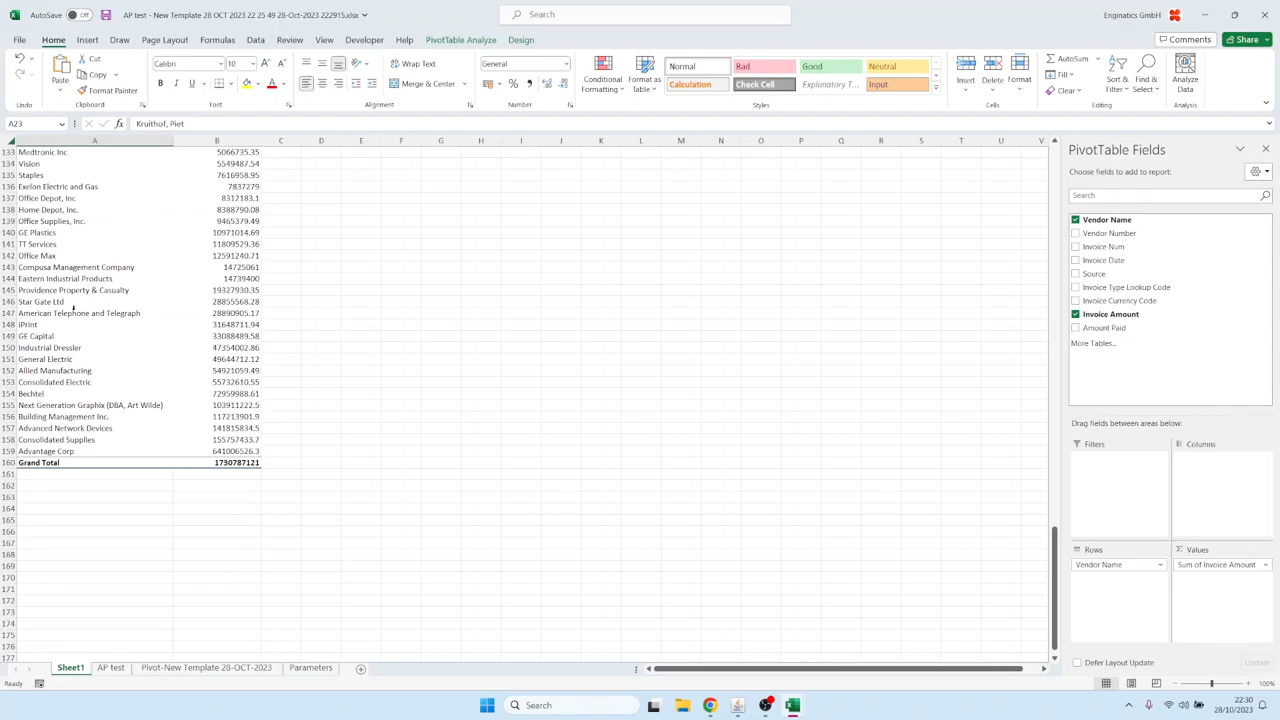 AutoSave Off AP test - New Template 28 OCT 2023 22 25 28-Oct-2023 222915.xlsx Search Enginatics GmbH
File Home Insert Draw Page Layout Formulas Data Review View Developer Help PivotTable Analyze Design Comments Share
Paste Cut Copy Format Painter
Calibri 10
Wrap Text
Merge & Center
General
Conditional Formatting Format as Table
Normal Bad Good Neutral
Calculation Check Cell Explanatory T... Input
Insert Delete Format
AutoSum Fill Clear
Sort & Filter Find & Select Analyze Data
Undo Clipboard Font Alignment Number Styles Cells Editing Analysis
A23 fx Kruithof, Piet
A B C D E F G H I J K L M N O P Q R S T U V
133 Medtronic Inc 5066735.35
134 Vision 5549487.54
135 Staples 7616958.95
136 Exelon Electric and Gas 7837279
137 Office Depot, Inc 8312183.1
138 Home Depot, Inc. 8388790.08
139 Office Supplies, Inc. 9465379.49
140 GE Plastics 10971014.69
141 TT Services 11809529.36
142 Office Max 12591240.71
143 Compusa Management Company 14725061
144 Eastern Industrial Products 14739400
145 Providence Property & Casualty 19327930.35
146 Star Gate Ltd 28855568.28
147 American Telephone and Telegraph 28890905.17
148 iPrint 31648711.94
149 GE Capital 33088489.58
150 Industrial Dressler 47354002.86
151 General Electric 49644712.12
152 Allied Manufacturing 54921059.49
153 Consolidated Electric 55732610.55
154 Bechtel 72959988.61
155 Next Generation Graphix (DBA, Art Wilde) 103911222.5
156 Building Management Inc. 117213901.9
157 Advanced Network Devices 141815834.5
158 Consolidated Supplies 155757433.7
159 Advantage Corp 641006526.3
160 Grand Total 1730787121
161
162
163
164
165
166
167
168
169
170
171
172
173
174
175
176
177
PivotTable Fields
Choose fields to add to report:
Search
Vendor Name
Vendor Number
Invoice Num
Invoice Date
Source
Invoice Type Lookup Code
Invoice Currency Code
Invoice Amount
Amount Paid
More Tables...
Drag fields between areas below:
Filters Columns
Rows Values
Vendor Name Sum of Invoice Amount
Defer Layout Update Update
Sheet1 AP test Pivot-New Template 28-OCT-2023 Parameters
Ready 100%
Search
22:30
28/10/2023